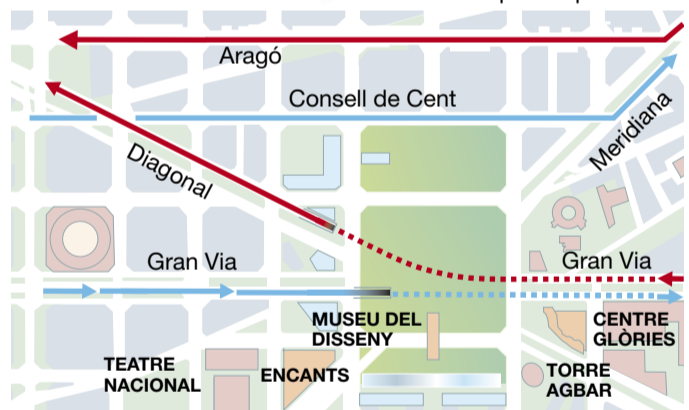 Aragó
Consell de Cent
Meridiana
Diagonal
Gran Via
Gran Via
MUSEU DEL
DISSENY
CENTRE
GLÒRIES
TEATRE
NACIONAL
ENCANTS
TORRE
AGBAR